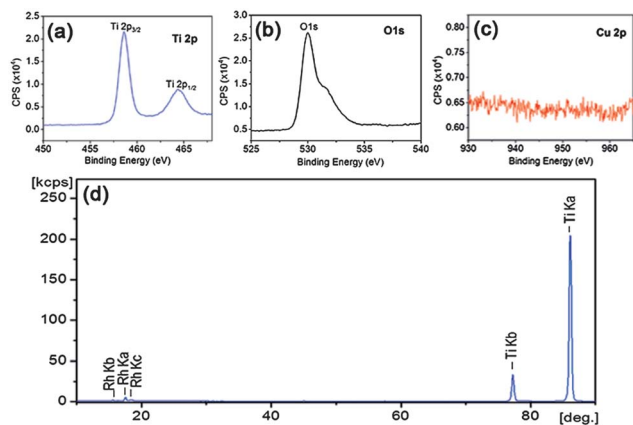 (a) Ti 2p
Ti 2p3/2
Ti 2p1/2
CPS (x10⁴)
2.5
2.0
1.5
1.0
0.5
0.0
450 455 460 465
Binding Energy (eV)
(b) O1s
O1s
CPS (x10⁴)
3.0
2.5
2.0
1.5
1.0
0.5
525 530 535 540
Binding Energy (eV)
(c)
Cu 2p
CPS (x10⁴)
0.80
0.75
0.70
0.65
0.60
930 940 950 960
Binding Energy (eV)
[kcps]
(d)
250
200
150
100
50
0
Rh Kb
Rh Ka
Rh Kc
Ti Kb
Ti Ka
20 40 60 80 [deg.]